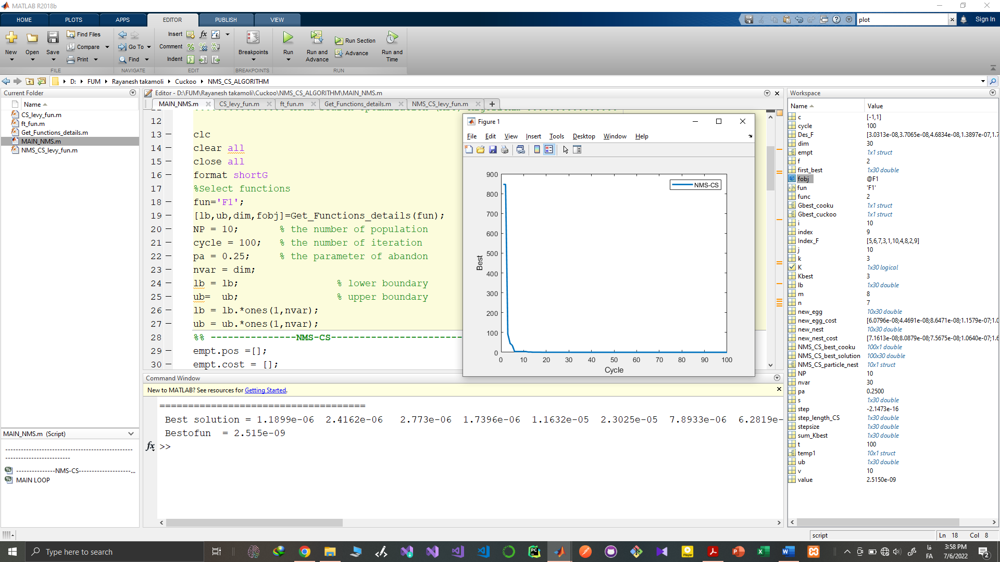 MATLAB R2018b
HOME PLOTS APPS EDITOR PUBLISH VIEW
plot
Sign In
New Open Save
Find Files
Compare
Print
Go To
Find
Insert
Comment
Indent
fx
Breakpoints
Run
Run and Advance
Run Section
Advance
Run and Time
FILE NAVIGATE EDIT BREAKPOINTS RUN
D: FUM Rayanesh takamoli Cuckoo NMS_CS_ALGORITHM
Current Folder
Name
CS_levy_fun.m
ft_fun.m
Get_Functions_details.m
MAIN_NMS.m
NMS_CS_levy_fun.m
MAIN_NMS.m (Script)
---------------NMS-CS--------------------...
MAIN LOOP
Editor - D:\FUM\Rayanesh takamoli\Cuckoo\NMS_CS_ALGORITHM\MAIN_NMS.m
MAIN_NMS.m CS_levy_fun.m ft_fun.m Get_Functions_details.m NMS_CS_levy_fun.m
12
13 clc
14 clear all
15 close all
16 format shortG
17 %Select functions
18 fun='F1';
19 [lb,ub,dim,fobj]=Get_Functions_details(fun);
20 NP = 10; % the number of population
21 cycle = 100; % the number of iteration
22 pa = 0.25; % the parameter of abandon
23 nvar = dim;
24 lb = lb; % lower boundary
25 ub= ub; % upper boundary
26 lb = lb.*ones(1,nvar);
27 ub = ub.*ones(1,nvar);
28 %% ---------------NMS-CS-----------------------
29 empt.pos =[];
30 empt.cost = [];
Figure 1
File Edit View Insert Tools Desktop Window Help
NMS-CS
900
800
700
600
500
400
300
200
100
0
0 10 20 30 40 50 60 70 80 90 100
Best
Cycle
Command Window
New to MATLAB? See resources for Getting Started.
====================================
Best solution = 1.1899e-06 2.4162e-06 2.773e-06 1.7396e-06 1.1632e-05 2.3025e-05 7.8933e-06 6.2819e-
Bestofun = 2.515e-09
fx >>
Workspace
Name Value
c [-1,1]
cycle 100
Des_F [3.0313e-08,3.7065e-08,4.6834e-08,1.3897e-07,1.7
dim 30
empt 1x1 struct
f 2
first_best 1x30 double
fobj @F1
fun 'F1'
func 2
Gbest_cooku 1x1 struct
Gbest_cuckoo 1x1 struct
i 10
index 9
Index_F [5,6,7,3,1,10,4,8,2,9]
j 10
k 3
K 1x30 logical
Kbest 3
lb 1x30 double
m 8
n 7
new_egg 10x30 double
new_egg_cost [6.0796e-08;4.4691e-08;8.6471e-08;1.1579e-07;1.0
new_nest 10x30 double
new_nest_cost [7.1613e-08;8.0879e-08;7.5675e-08;1.0640e-07;1.6
NMS_CS_best_cooku 100x1 double
NMS_CS_best_solution 100x30 double
NMS_CS_particle_nest 10x1 struct
NP 10
nvar 30
pa 0.2500
s 1x30 double
step -2.1473e-16
step_length_CS 1x30 double
stepsize 1x30 double
sum_Kbest 1x30 double
t 100
temp1 10x1 struct
ub 1x30 double
v 10
value 2.5150e-09
script
Ln 18 Col 8
Type here to search
فا
FA
3:58 PM
7/6/2022
2